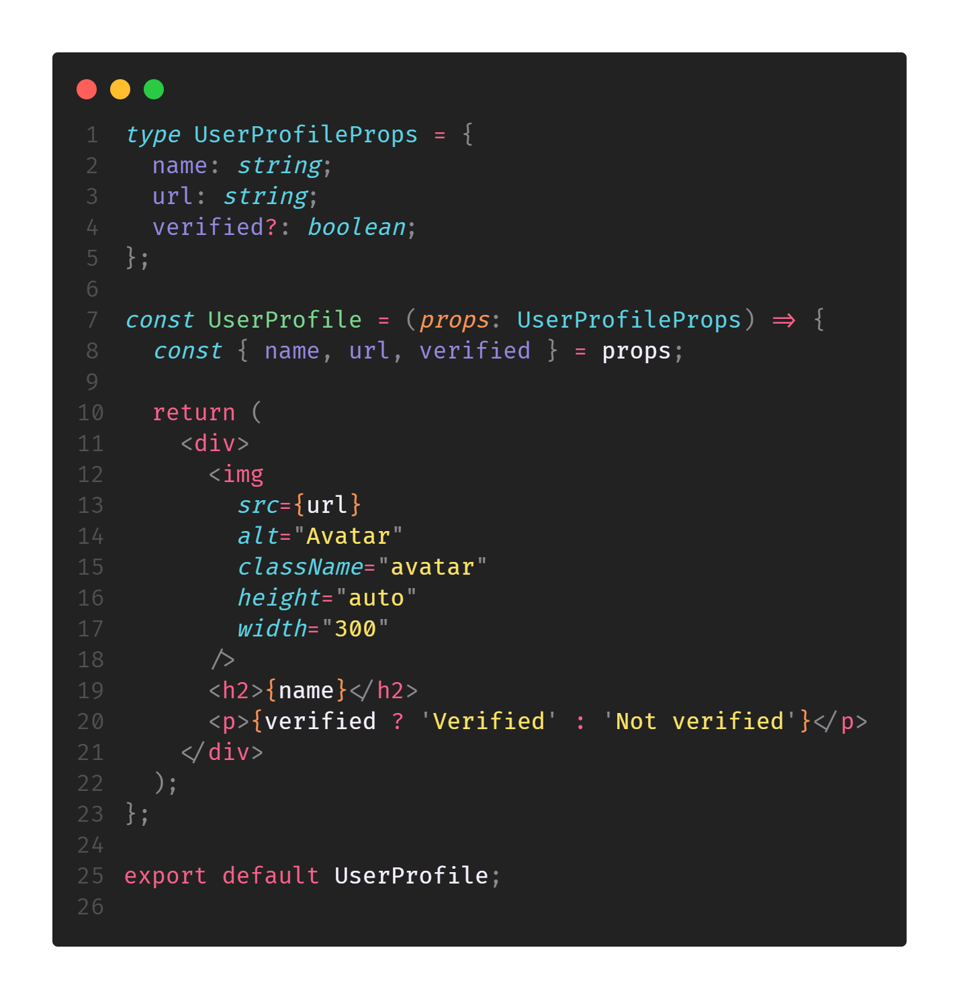 1 type UserProfileProps = {
2   name: string;
3   url: string;
4   verified?: boolean;
5 };
6
7 const UserProfile = (props: UserProfileProps) => {
8   const { name, url, verified } = props;
9
10   return (
11     <div>
12       <img
13         src={url}
14         alt="Avatar"
15         className="avatar"
16         height="auto"
17         width="300"
18       />
19       <h2>{name}</h2>
20       <p>{verified ? 'Verified' : 'Not verified'}</p>
21     </div>
22   );
23 };
24
25 export default UserProfile;
26